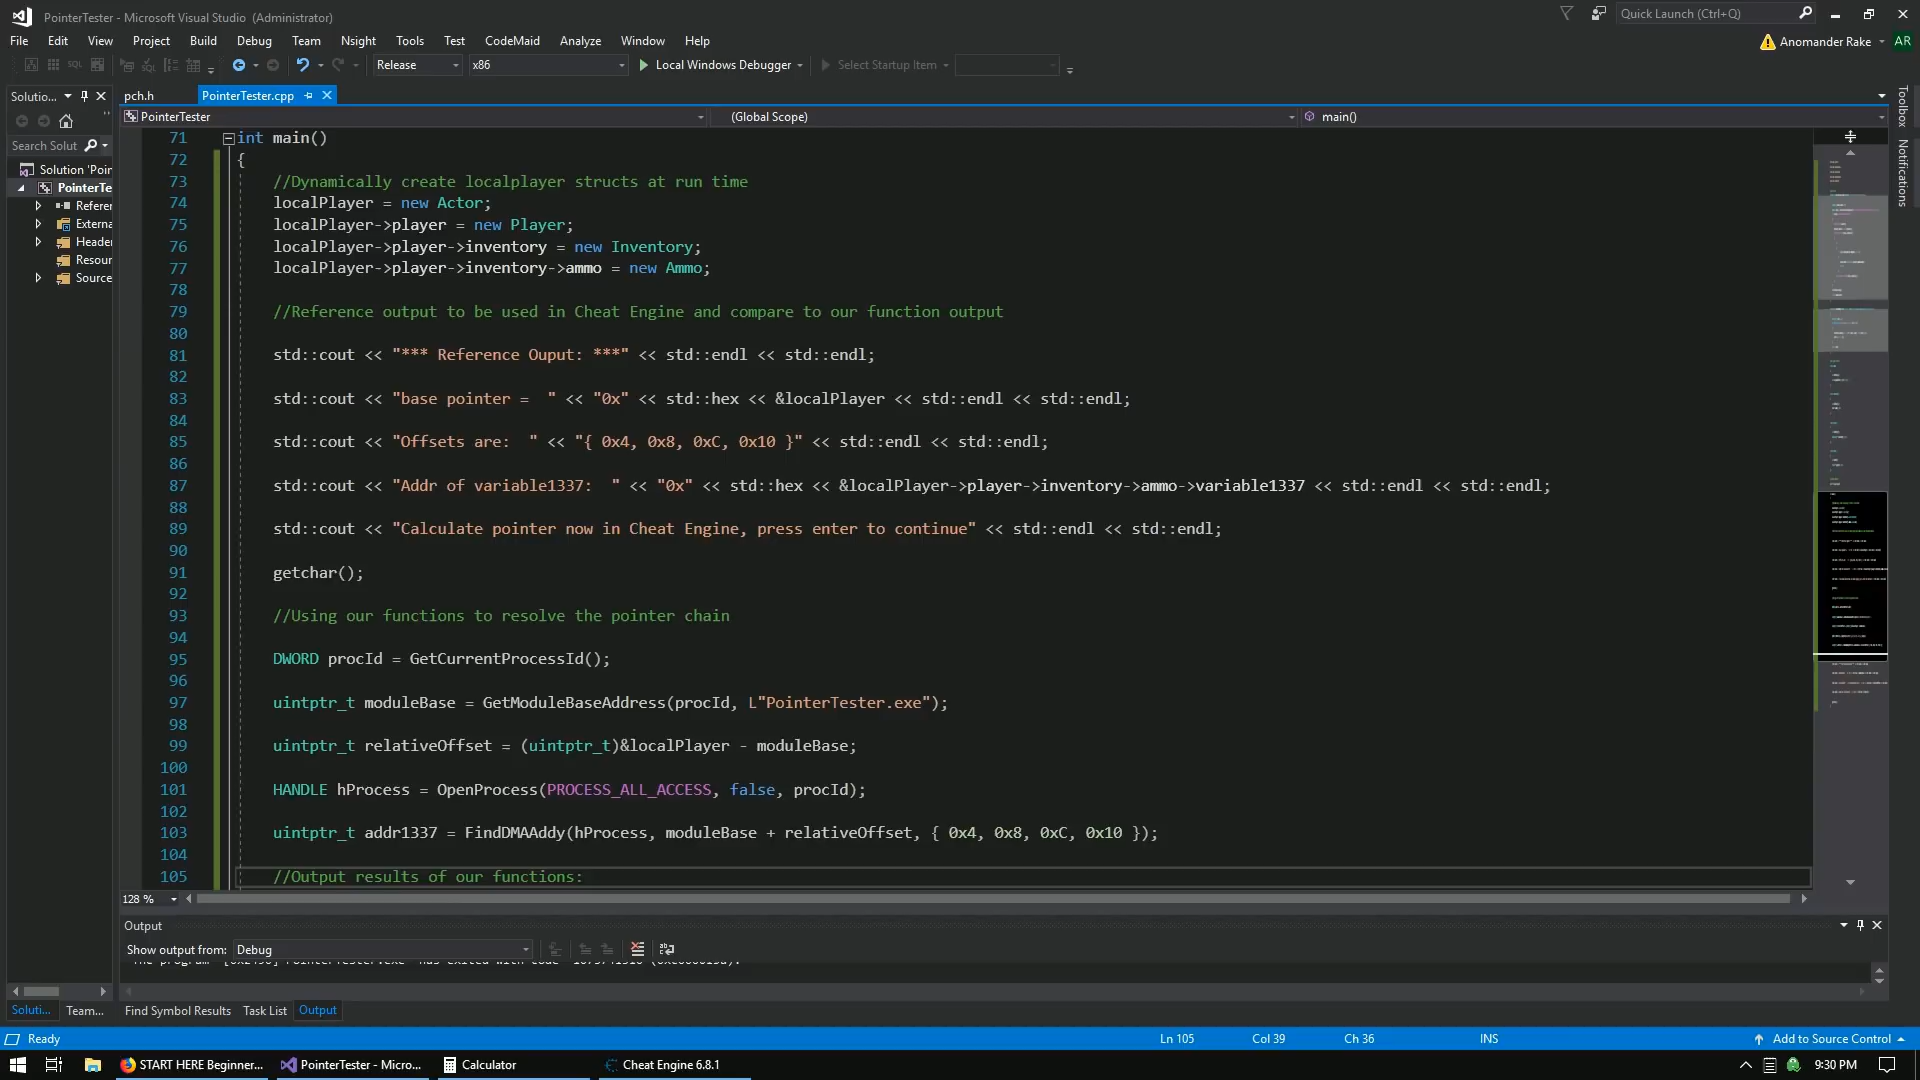 PointerTester - Microsoft Visual Studio (Administrator)
Quick Launch (Ctrl+Q)
File Edit View Project Build Debug Team Nsight Tools Test CodeMaid Analyze Window Help
Anomander Rake AR
Release x86 Local Windows Debugger Select Startup Item
Solutio...
pch.h PointerTester.cpp
PointerTester (Global Scope) main()
Search Solut
Solution 'Poin
PointerTe
Referer
Externa
Header
Resour
Source
Toolbox
Notifications
71 int main()
72 {
73 //Dynamically create localplayer structs at run time
74 localPlayer = new Actor;
75 localPlayer->player = new Player;
76 localPlayer->player->inventory = new Inventory;
77 localPlayer->player->inventory->ammo = new Ammo;
78
79 //Reference output to be used in Cheat Engine and compare to our function output
80
81 std::cout << "*** Reference Ouput: ***" << std::endl << std::endl;
82
83 std::cout << "base pointer =  " << "0x" << std::hex << &localPlayer << std::endl << std::endl;
84
85 std::cout << "Offsets are:  " << "{ 0x4, 0x8, 0xC, 0x10 }" << std::endl << std::endl;
86
87 std::cout << "Addr of variable1337:  " << "0x" << std::hex << &localPlayer->player->inventory->ammo->variable1337 << std::endl << std::endl;
88
89 std::cout << "Calculate pointer now in Cheat Engine, press enter to continue" << std::endl << std::endl;
90
91 getchar();
92
93 //Using our functions to resolve the pointer chain
94
95 DWORD procId = GetCurrentProcessId();
96
97 uintptr_t moduleBase = GetModuleBaseAddress(procId, L"PointerTester.exe");
98
99 uintptr_t relativeOffset = (uintptr_t)&localPlayer - moduleBase;
100
101 HANDLE hProcess = OpenProcess(PROCESS_ALL_ACCESS, false, procId);
102
103 uintptr_t addr1337 = FindDMAAddy(hProcess, moduleBase + relativeOffset, { 0x4, 0x8, 0xC, 0x10 });
104
105 //Output results of our functions:
128 %
Output
Show output from: Debug
Soluti... Team... Find Symbol Results Task List Output
Ready Ln 105 Col 39 Ch 36 INS Add to Source Control
START HERE Beginner... PointerTester - Micro... Calculator Cheat Engine 6.8.1 9:30 PM